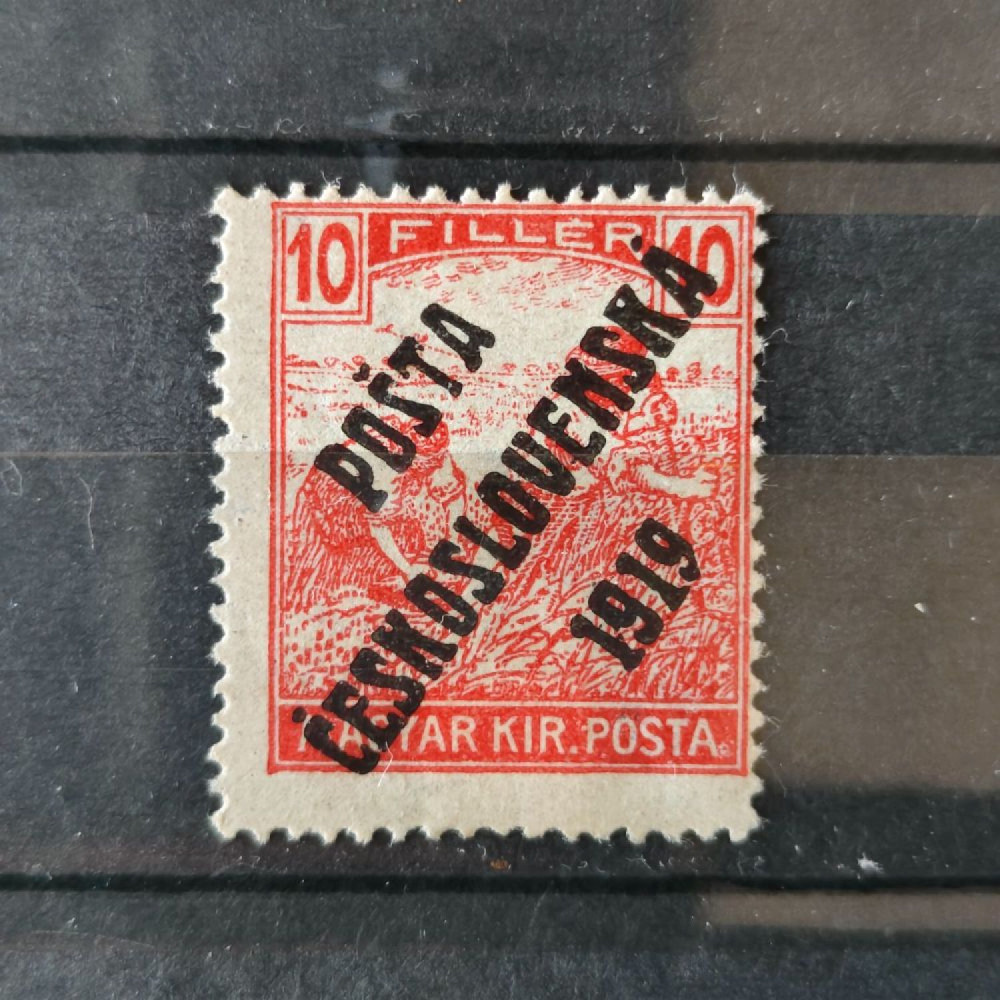 10 FILLÉR 10
POŠTA
ČESKOSLOVENSKÁ
1919
MAGYAR KIR. POSTA.